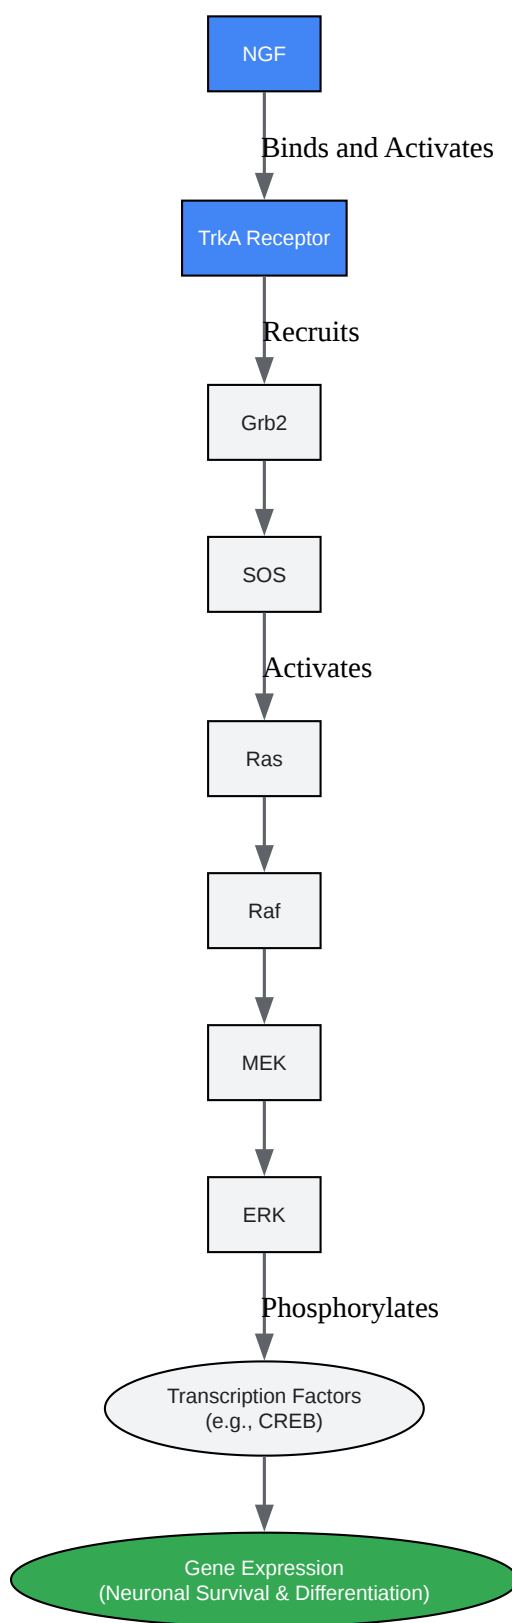 NGF
Binds and Activates
TrkA Receptor
Recruits
Grb2
SOS
Activates
Ras
Raf
MEK
ERK
Phosphorylates
Transcription Factors
(e.g., CREB)
Gene Expression
(Neuronal Survival & Differentiation)